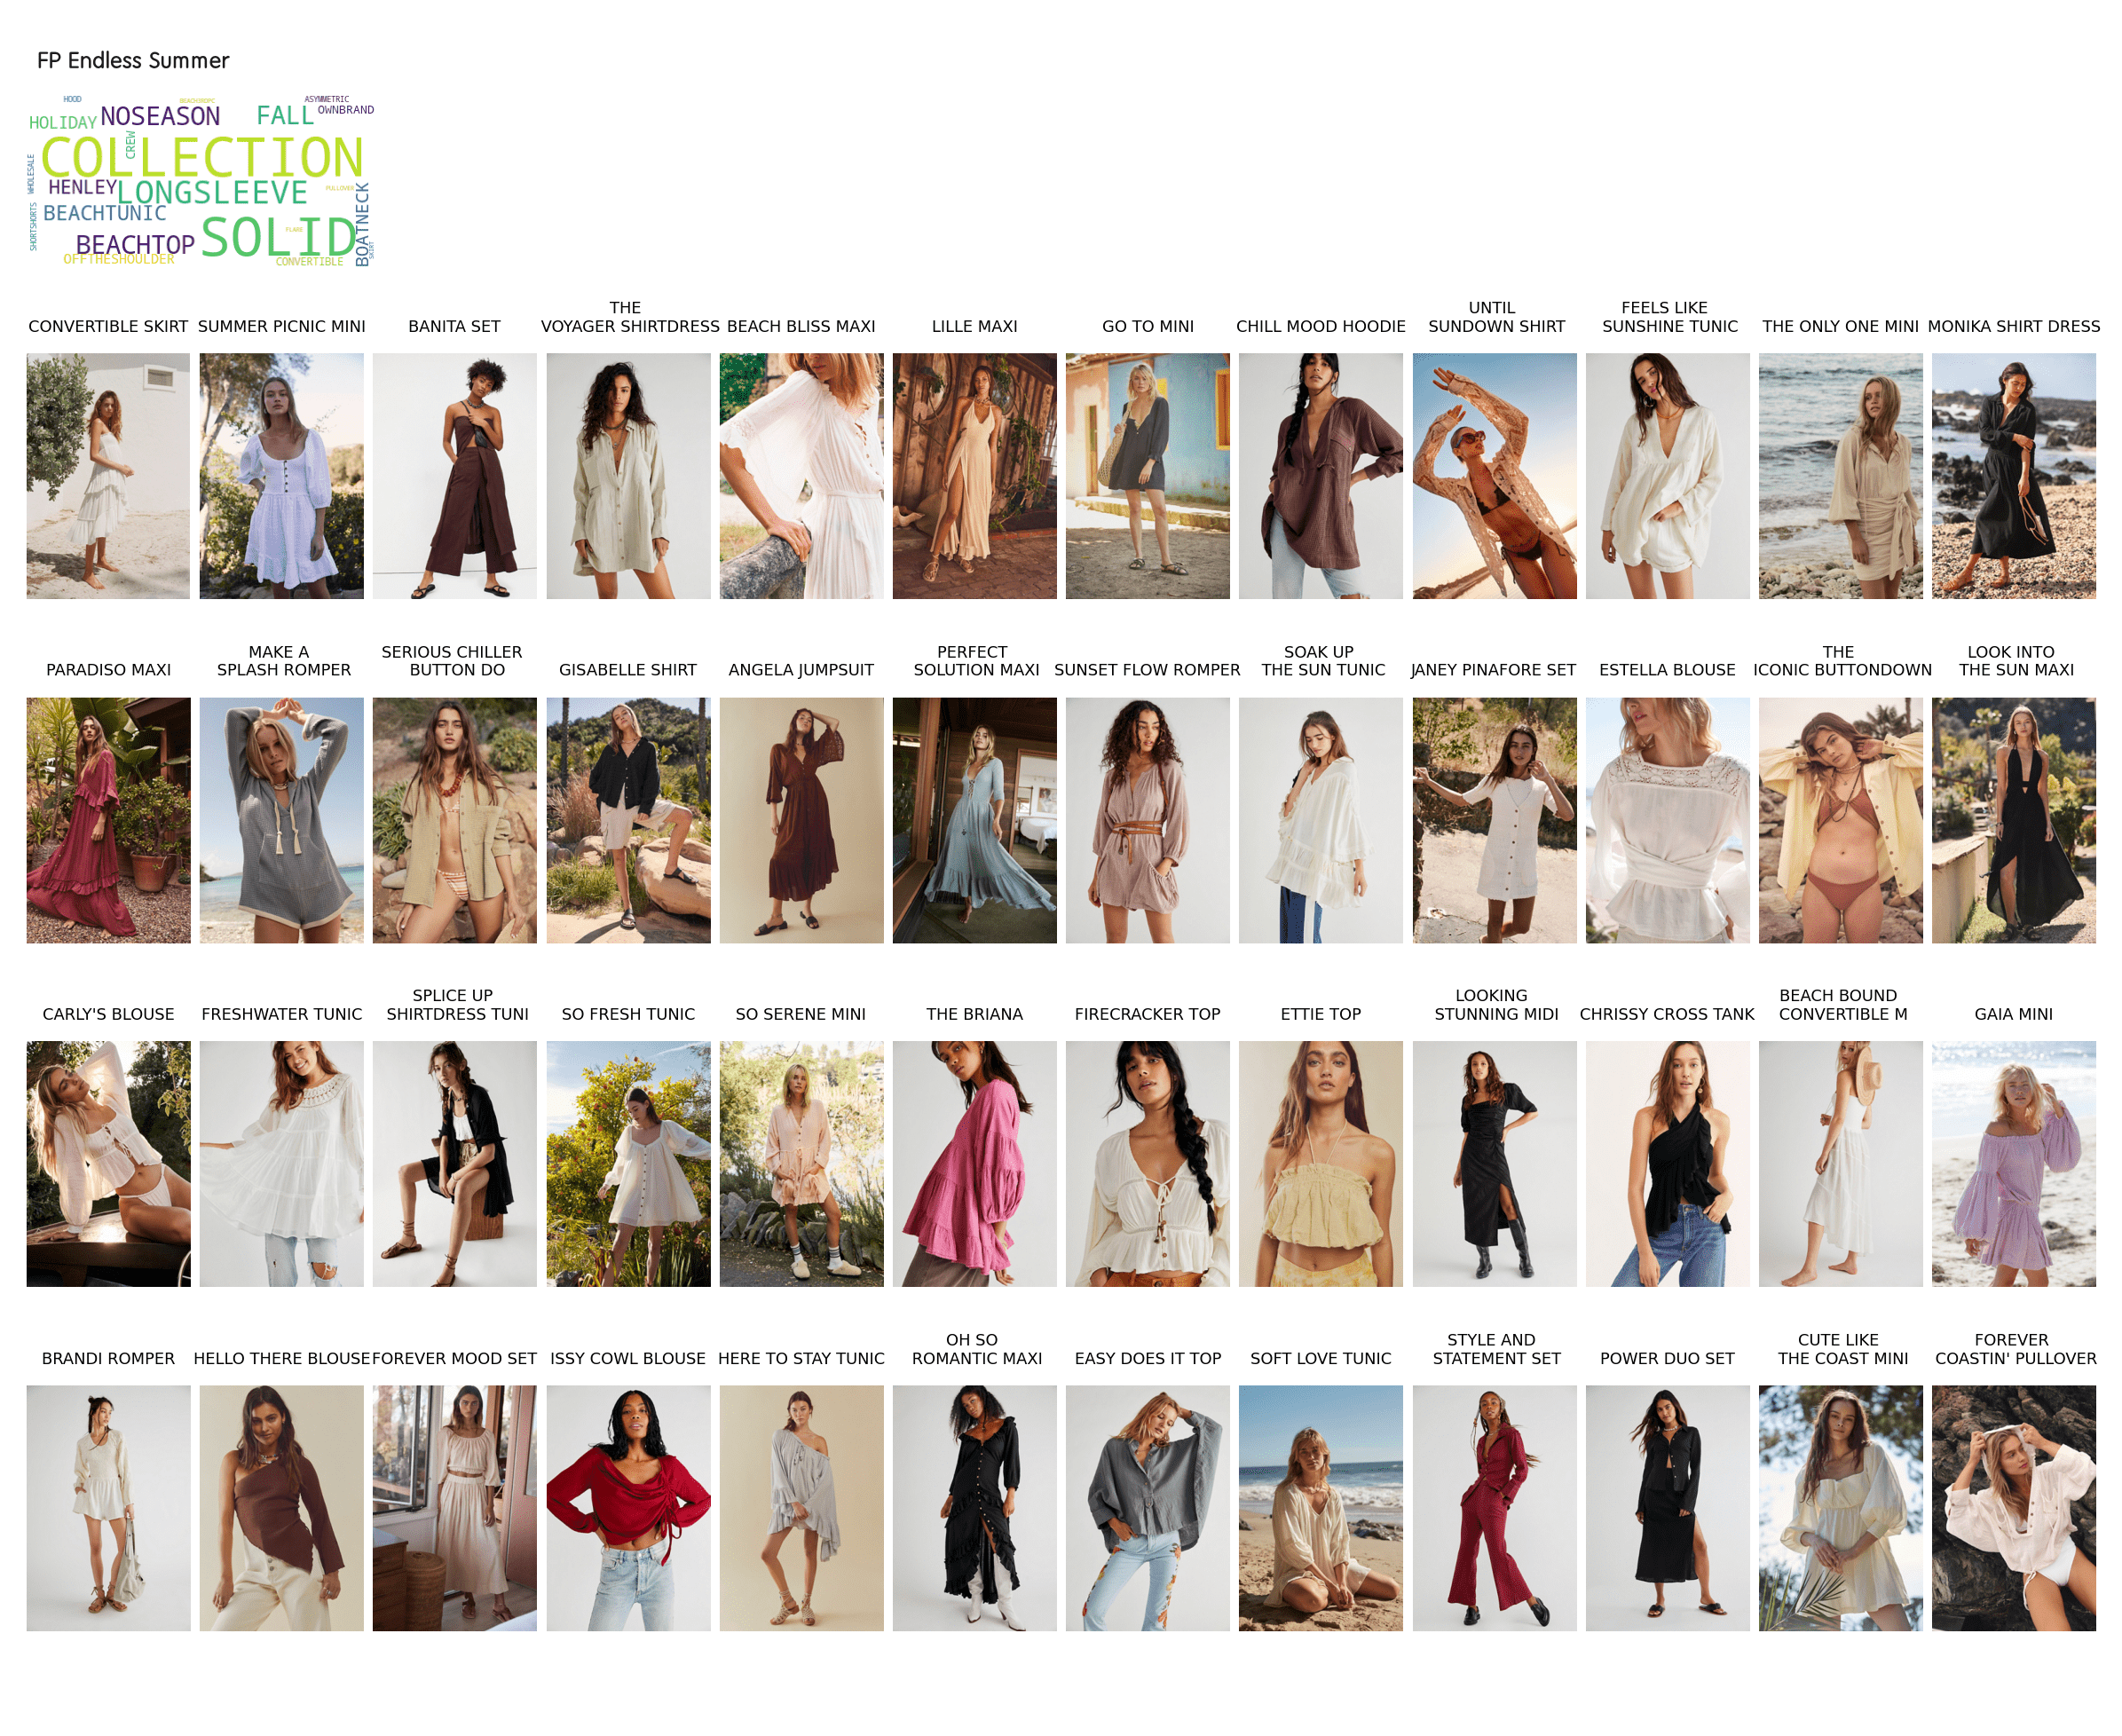 FP Endless Summer
HOOD
BEACHINSPC
ASYMMETRIC
HOLIDAY
NOSEASON
FALL
OWNBRAND
CREW
COLLECTION
WHOLESALE
HENLEY
LONGSLEEVE
PULLOVER
BEACHTUNIC
BOATNECK
SHORTSHORTS
FLARE
SOLID
BEACHTOP
SKIRT
OFFTHESHOULDER
CONVERTIBLE
CONVERTIBLE SKIRT
SUMMER PICNIC MINI
BANITA SET
THE
VOYAGER SHIRTDRESS
BEACH BLISS MAXI
LILLE MAXI
GO TO MINI
CHILL MOOD HOODIE
UNTIL
SUNDOWN SHIRT
FEELS LIKE
SUNSHINE TUNIC
THE ONLY ONE MINI
MONIKA SHIRT DRESS
PARADISO MAXI
MAKE A
SPLASH ROMPER
SERIOUS CHILLER
BUTTON DO
GISABELLE SHIRT
ANGELA JUMPSUIT
PERFECT
SOLUTION MAXI
SUNSET FLOW ROMPER
SOAK UP
THE SUN TUNIC
JANEY PINAFORE SET
ESTELLA BLOUSE
THE
ICONIC BUTTONDOWN
LOOK INTO
THE SUN MAXI
CARLY'S BLOUSE
FRESHWATER TUNIC
SPLICE UP
SHIRTDRESS TUNI
SO FRESH TUNIC
SO SERENE MINI
THE BRIANA
FIRECRACKER TOP
ETTIE TOP
LOOKING
STUNNING MIDI
CHRISSY CROSS TANK
BEACH BOUND
CONVERTIBLE M
GAIA MINI
BRANDI ROMPER
HELLO THERE BLOUSE
FOREVER MOOD SET
ISSY COWL BLOUSE
HERE TO STAY TUNIC
OH SO
ROMANTIC MAXI
EASY DOES IT TOP
SOFT LOVE TUNIC
STYLE AND
STATEMENT SET
POWER DUO SET
CUTE LIKE
THE COAST MINI
FOREVER
COASTIN' PULLOVER